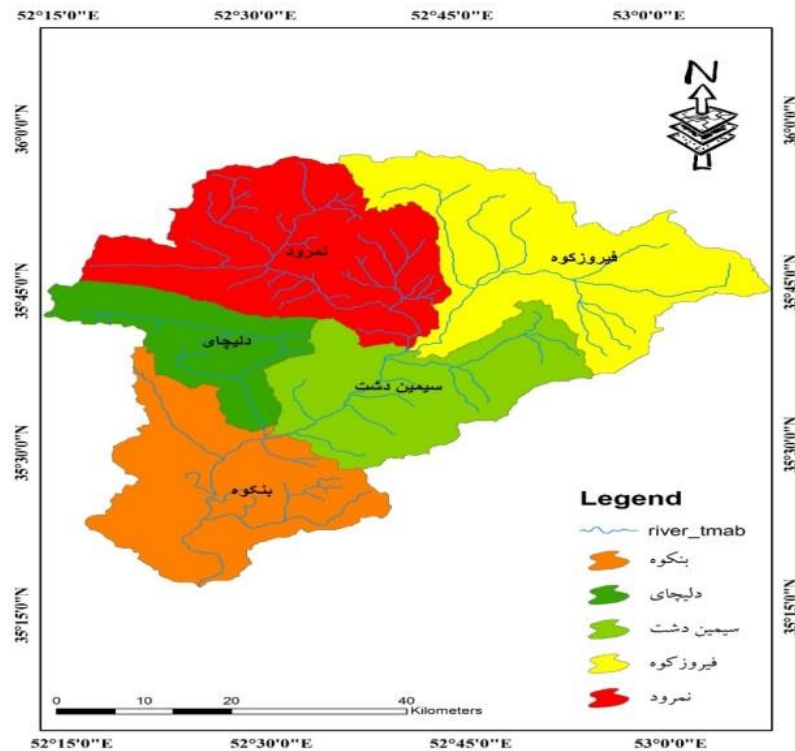 52°15'0"E 52°30'0"E 52°45'0"E 53°0'0"E
36°0'0"N 36°0'0"N
N
نمرود
فیروزکوه
35°45'0"N 35°45'0"N
دلیچای
سیمین دشت
35°30'0"N 35°30'0"N
بنکوه
Legend
river_tmab
بنکوه
دلیچای
سیمین دشت
فیروزکوه
نمرود
35°15'0"N 35°15'0"N
0 10 20 40
Kilometers
52°15'0"E 52°30'0"E 52°45'0"E 53°0'0"E